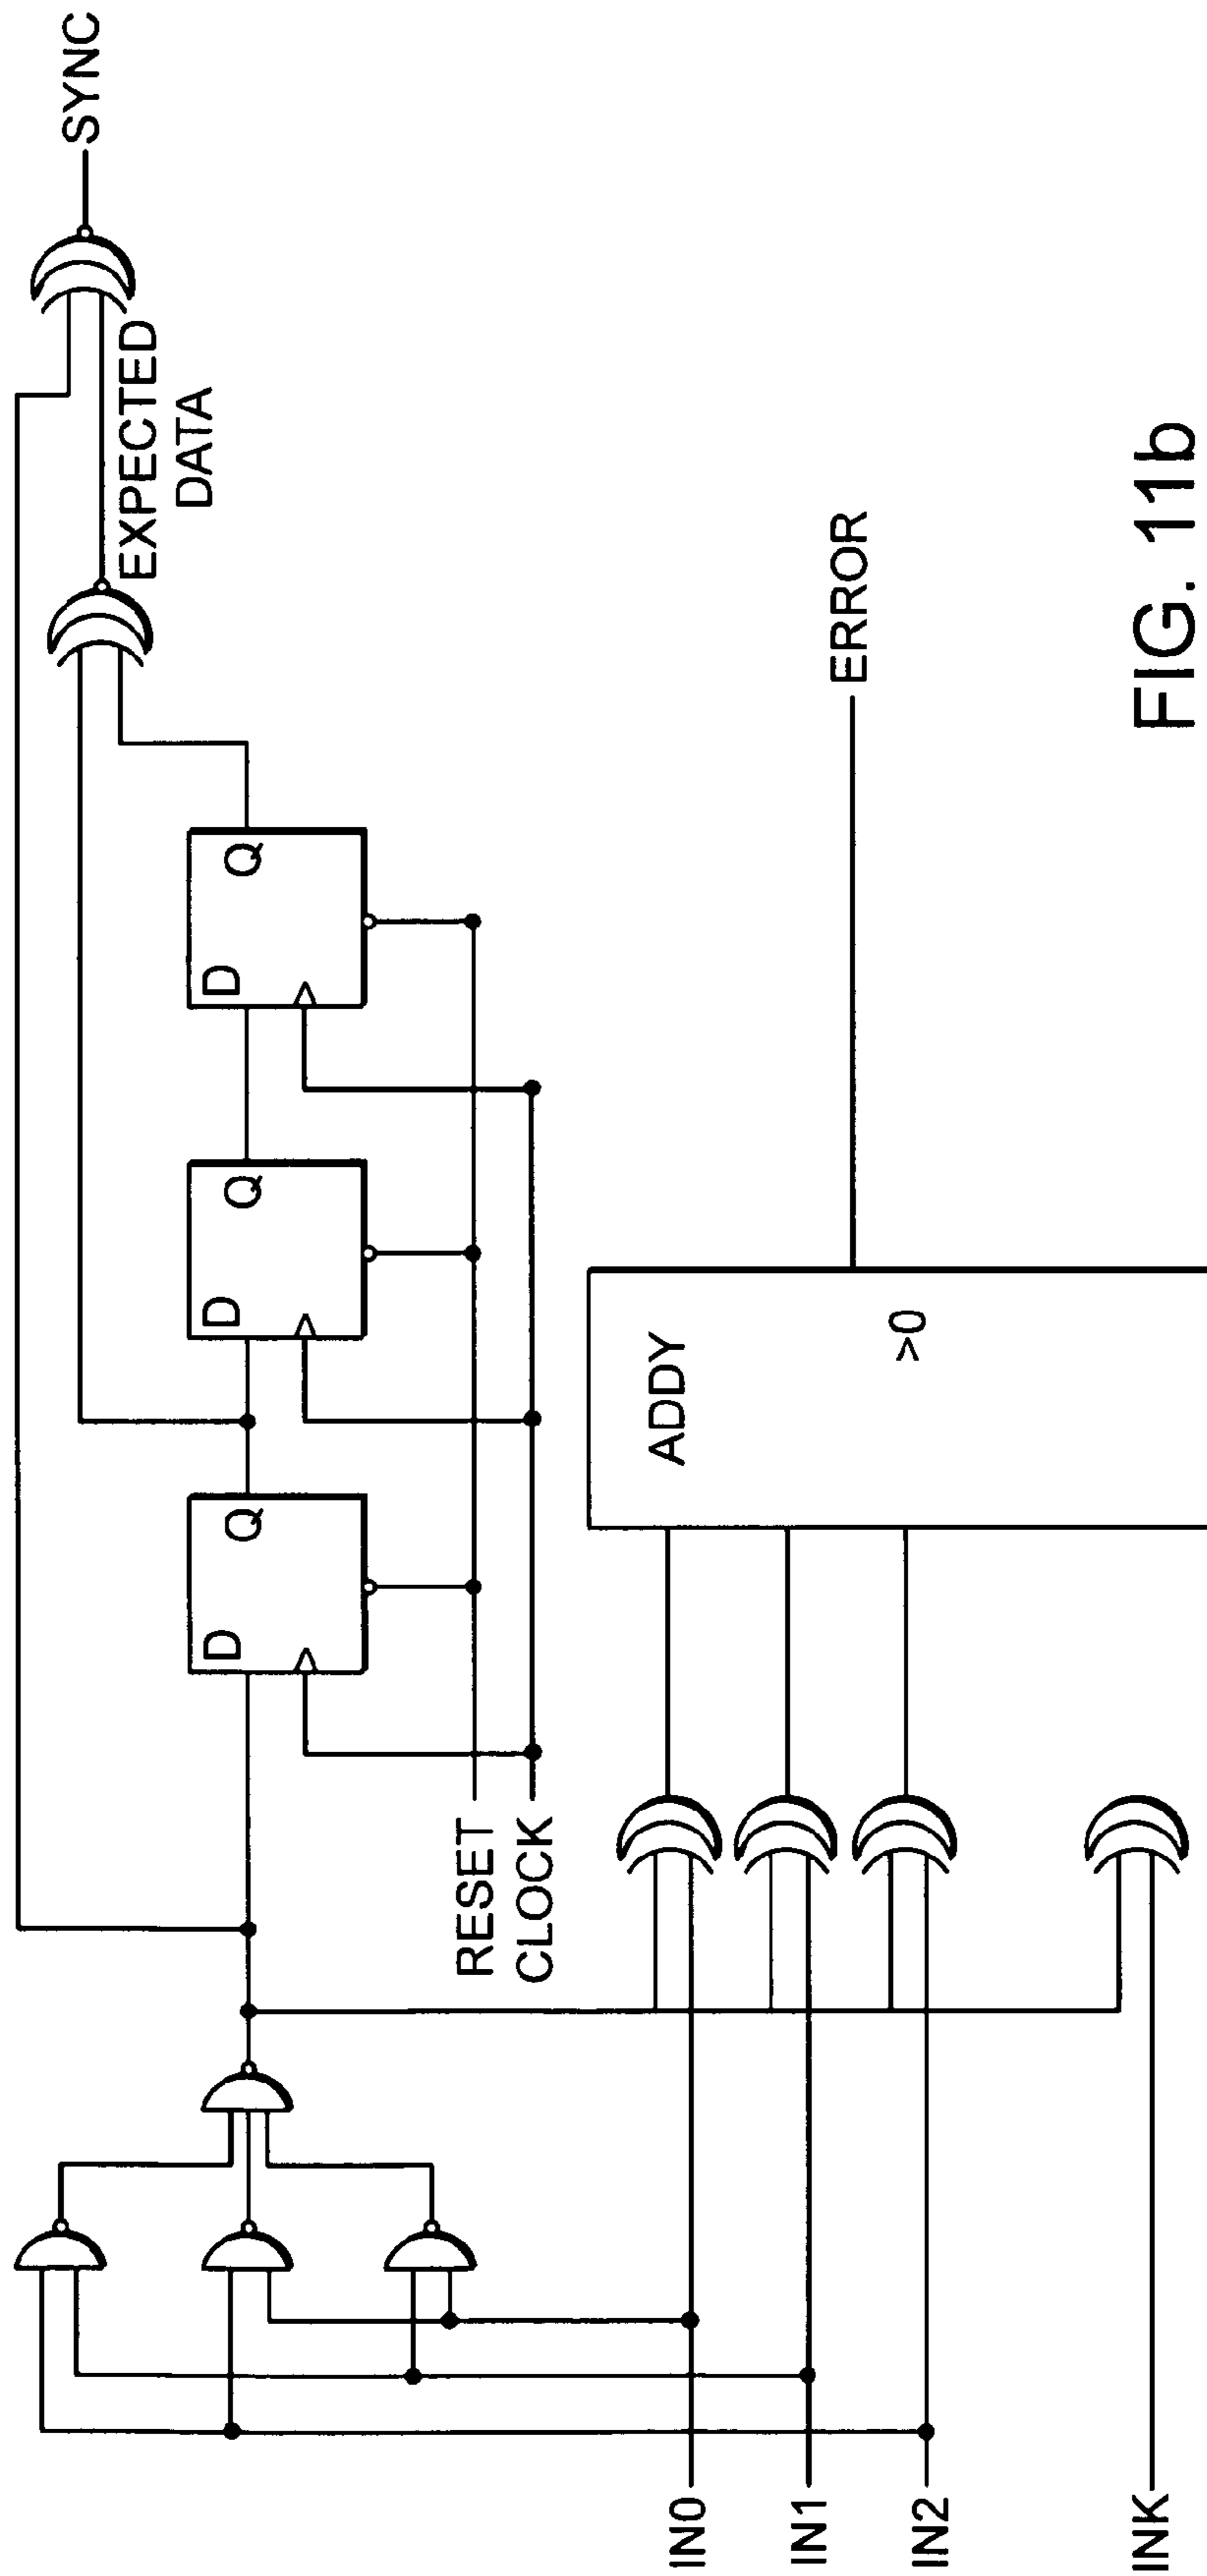 SYNC
EXPECTED
DATA
D
Q
D
Q
D
Q
RESET
CLOCK
ADDY
>0
ERROR
IN0
IN1
IN2
INK
FIG. 11b